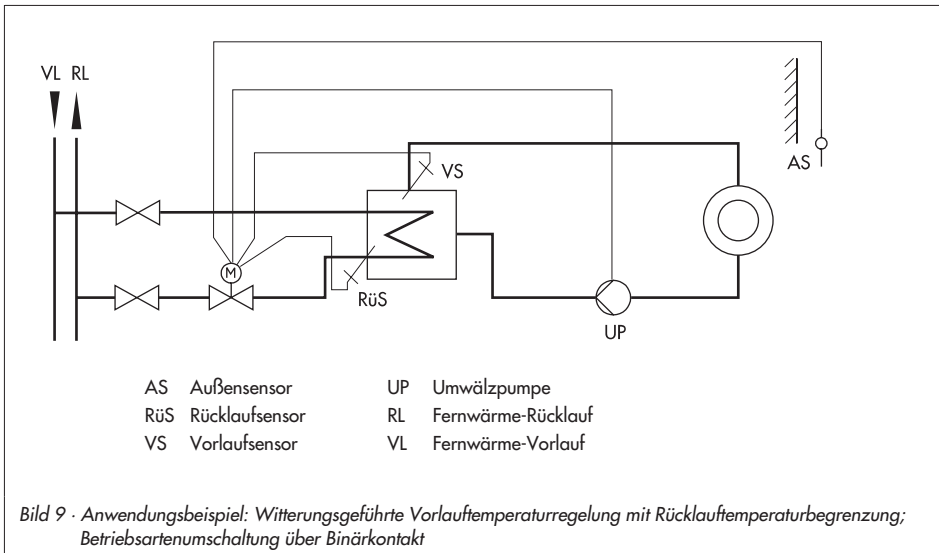 VL RL
AS
VS
M
RüS
UP
AS Außensensor UP Umwälzpumpe
RüS Rücklaufsensor RL Fernwärme-Rücklauf
VS Vorlaufsensor VL Fernwärme-Vorlauf
Bild 9 · Anwendungsbeispiel: Witterungsgeführte Vorlauftemperaturregelung mit Rücklauftemperaturbegrenzung;
Betriebsartenumschaltung über Binärkontakt